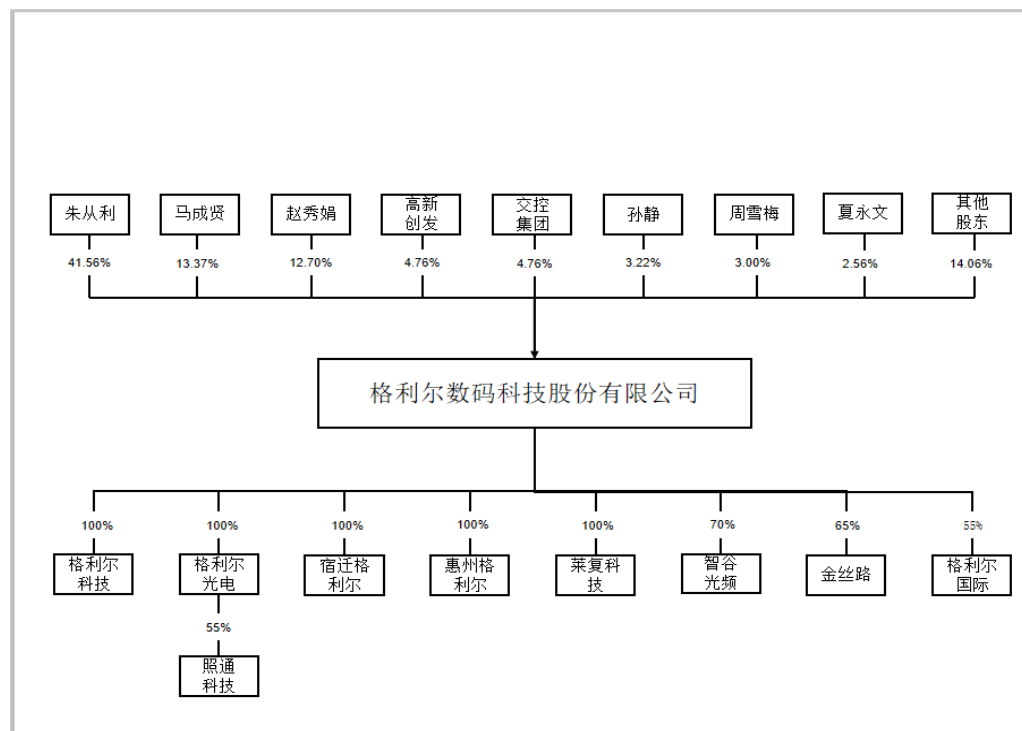 朱从利
马成贤
赵秀娟
高新
创发
交控
集团
孙静
周雪梅
夏永文
其他
股东
41.56%
13.37%
12.70%
4.76%
4.76%
3.22%
3.00%
2.56%
14.06%
格利尔数码科技股份有限公司
100%
100%
100%
100%
100%
70%
65%
55%
格利尔
科技
格利尔
光电
宿迁格
利尔
惠州格
利尔
莱复科
技
智谷
光频
金丝路
格利尔
国际
55%
照通
科技